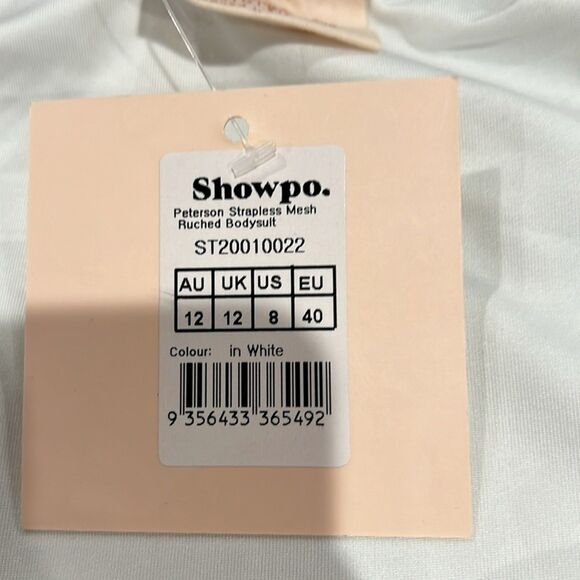 Showpo.
Peterson Strapless Mesh
Ruched Bodysuit
ST20010022
AU UK US EU
12 12 8 40
Colour: in White
9 356433 365492